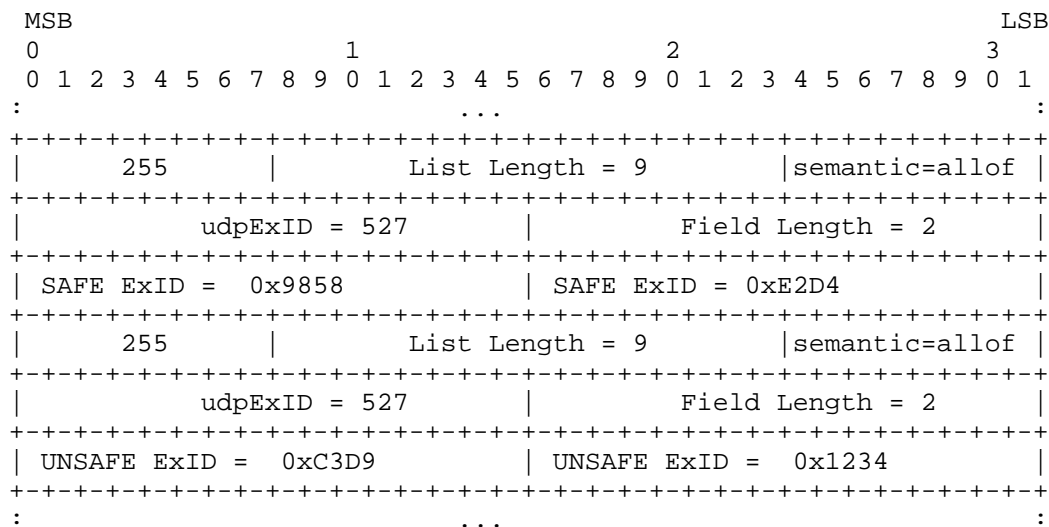 MSB                                                           LSB
0                   1                   2                   3
0 1 2 3 4 5 6 7 8 9 0 1 2 3 4 5 6 7 8 9 0 1 2 3 4 5 6 7 8 9 0 1
:                          ...                                  :
+-+-+-+-+-+-+-+-+-+-+-+-+-+-+-+-+-+-+-+-+-+-+-+-+-+-+-+-+-+-+-+-+
|      255      |        List Length = 9        |semantic=allof |
+-+-+-+-+-+-+-+-+-+-+-+-+-+-+-+-+-+-+-+-+-+-+-+-+-+-+-+-+-+-+-+-+
|           udpExID = 527       |         Field Length = 2      |
+-+-+-+-+-+-+-+-+-+-+-+-+-+-+-+-+-+-+-+-+-+-+-+-+-+-+-+-+-+-+-+-+
| SAFE ExID =  0x9858           | SAFE ExID = 0xE2D4            |
+-+-+-+-+-+-+-+-+-+-+-+-+-+-+-+-+-+-+-+-+-+-+-+-+-+-+-+-+-+-+-+-+
|      255      |        List Length = 9        |semantic=allof |
+-+-+-+-+-+-+-+-+-+-+-+-+-+-+-+-+-+-+-+-+-+-+-+-+-+-+-+-+-+-+-+-+
|           udpExID = 527       |         Field Length = 2      |
+-+-+-+-+-+-+-+-+-+-+-+-+-+-+-+-+-+-+-+-+-+-+-+-+-+-+-+-+-+-+-+-+
| UNSAFE ExID =  0xC3D9         | UNSAFE ExID =  0x1234         |
+-+-+-+-+-+-+-+-+-+-+-+-+-+-+-+-+-+-+-+-+-+-+-+-+-+-+-+-+-+-+-+-+
:                          ...                                  :